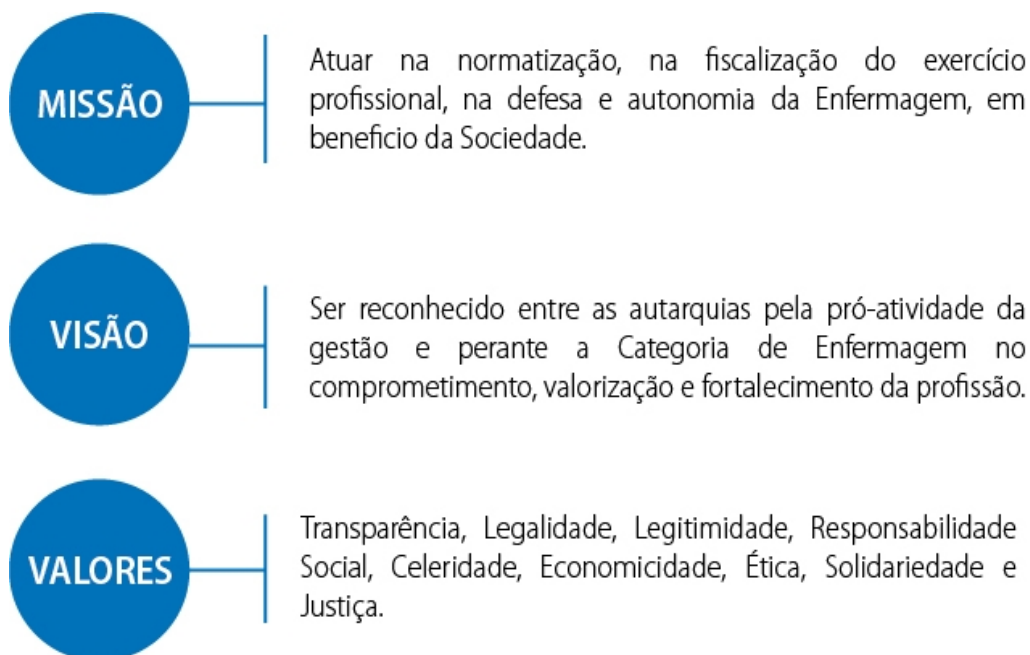 MISSÃO
Atuar na normatização, na fiscalização do exercício
profissional, na defesa e autonomia da Enfermagem, em
beneficio da Sociedade.
VISÃO
Ser reconhecido entre as autarquias pela pró-atividade da
gestão e perante a Categoria de Enfermagem no
comprometimento, valorização e fortalecimento da profissão.
VALORES
Transparência, Legalidade, Legitimidade, Responsabilidade
Social, Celeridade, Economicidade, Ética, Solidariedade e
Justiça.